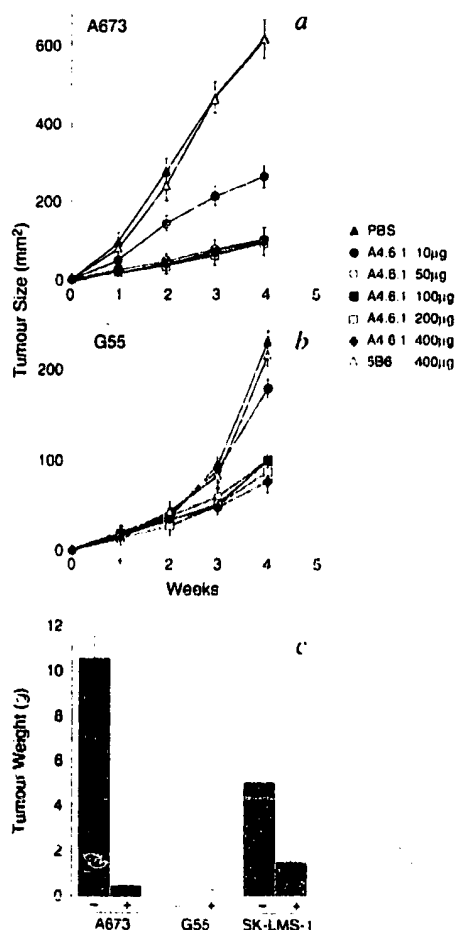 A673
a
600
400
200
0
0 1 2 3 4 5
Tumour Size (mm²)
▲ PBS
● A4.6.1 10µg
○ A4.6.1 50µg
■ A4.6.1 100µg
□ A4.6.1 200µg
◆ A4.6.1 400µg
△ 5B6 400µg
G55
b
200
100
0
0 1 2 3 4 5
Weeks
c
12
10
8
6
4
2
0
Tumour Weight (g)
− + + − +
A673 G55 SK-LMS-1